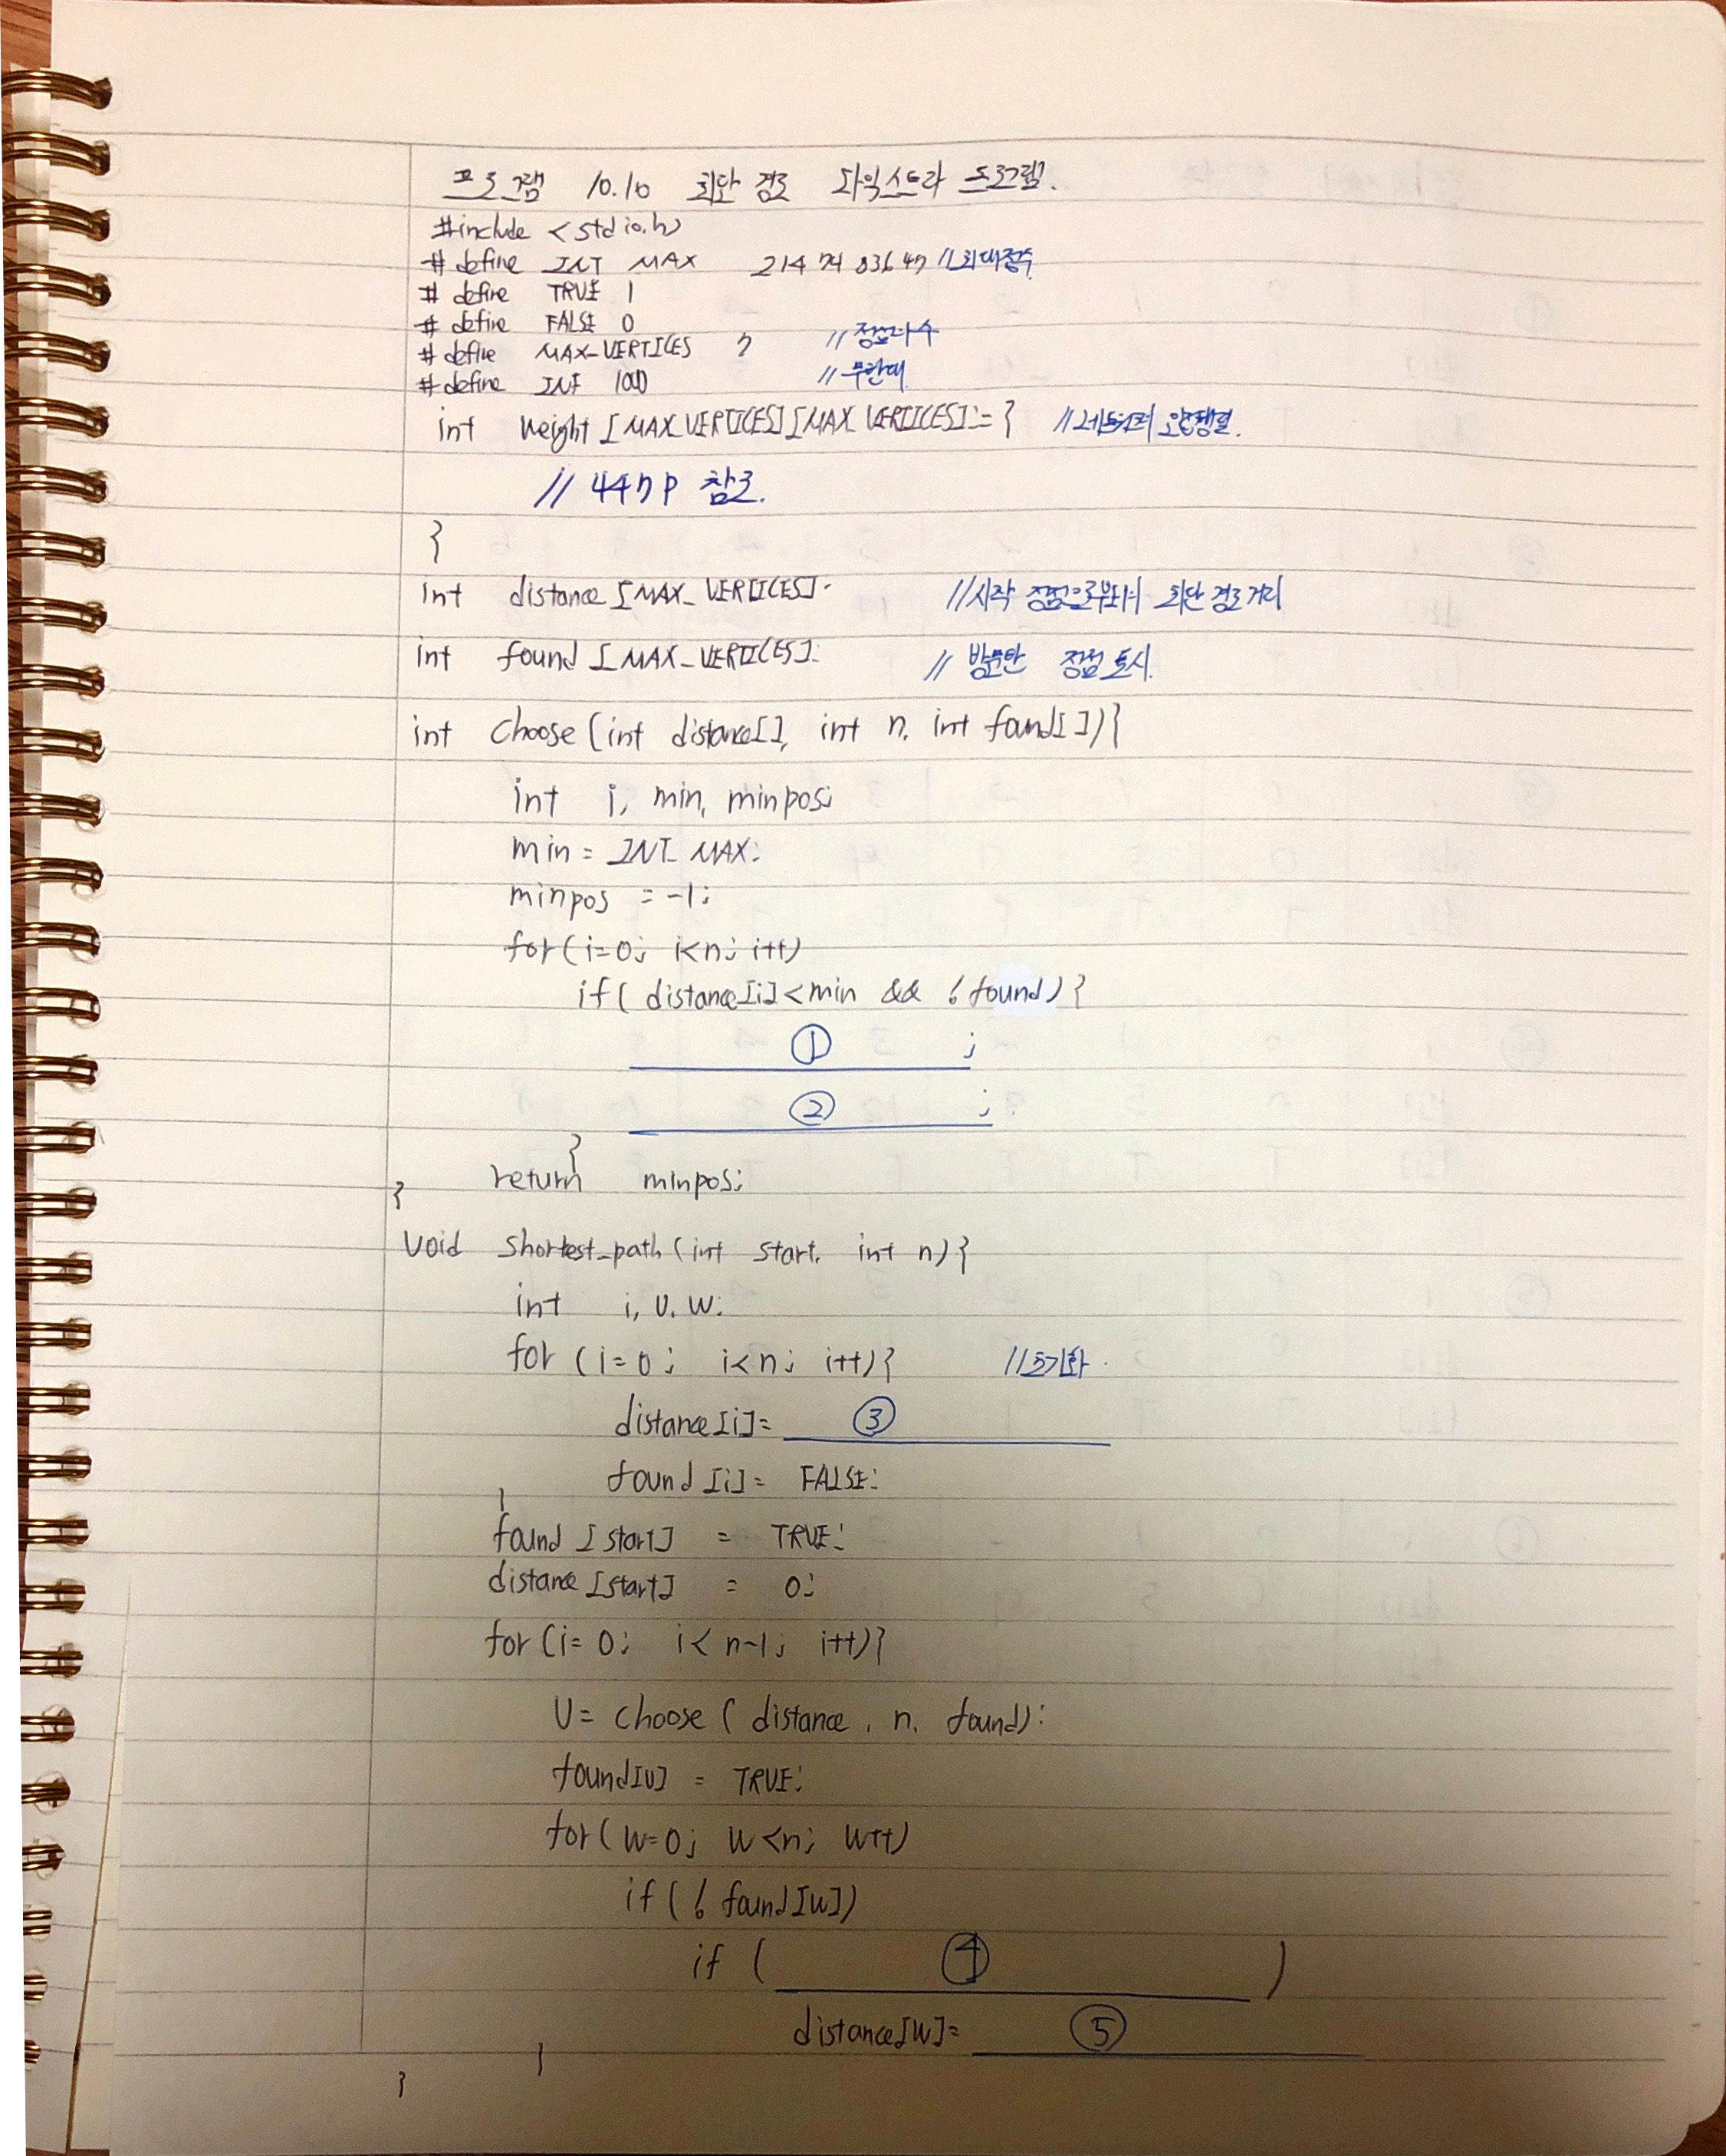 프로그램 10.10 최단 경로 다익스트라 프로그램.
#include <stdio.h>
# define INT MAX 2147483647 //최대정수
# define TRUE 1
# define FALSE 0
# define MAX_VERTICES 7 //정점의수
# define INF 1000 //무한대
int weight [MAX_VERTICES][MAX_VERTICES] = { //네트워크 인접행렬.
// 447p 참조.
}
int distance [MAX_VERTICES]; //시작 정점으로부터의 최단 경로 거리
int found [MAX_VERTICES]; // 방문한 정점 표시.
int choose (int distance[], int n, int found[]){
int i, min, minpos;
min = INT_MAX;
minpos = -1;
for(i=0; i<n; i++)
if( distance[i]<min && !found){
① ;
② ;
}
return minpos;
}
void shortest_path (int start, int n){
int i, u, w;
for (i=0; i<n; i++){ //초기화
distance[i]= ③
found[i]= FALSE;
}
found [start] = TRUE;
distance [start] = 0;
for (i=0; i<n-1; i++){
u= choose ( distance, n, found);
found[u] = TRUE;
for( w=0; w<n; w++)
if( ! found[w])
if ( ④ )
distance[w]= ⑤
}
}